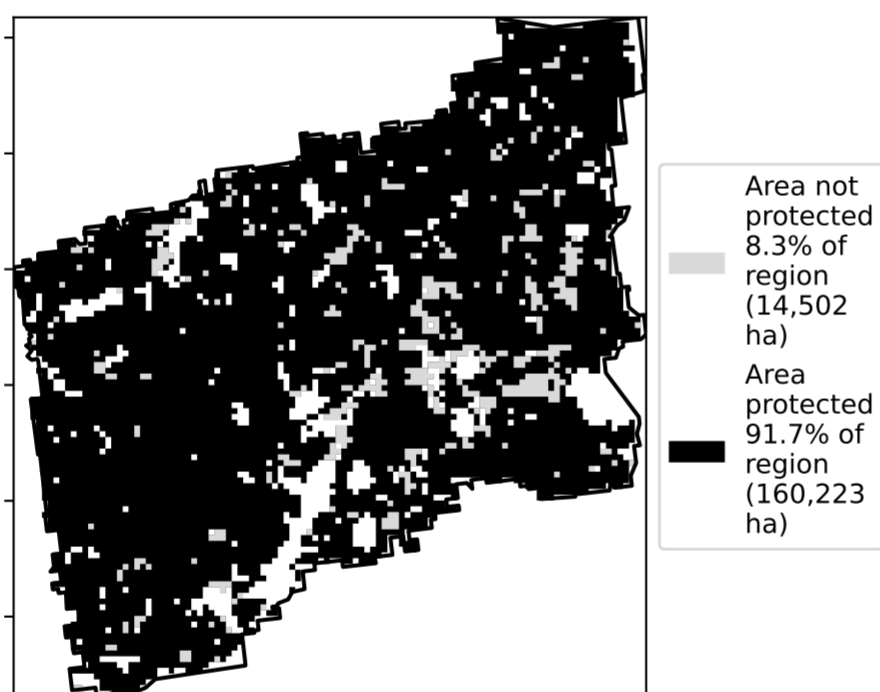 Area not
protected
8.3% of
region
(14,502
ha)
Area
protected
91.7% of
region
(160,223
ha)